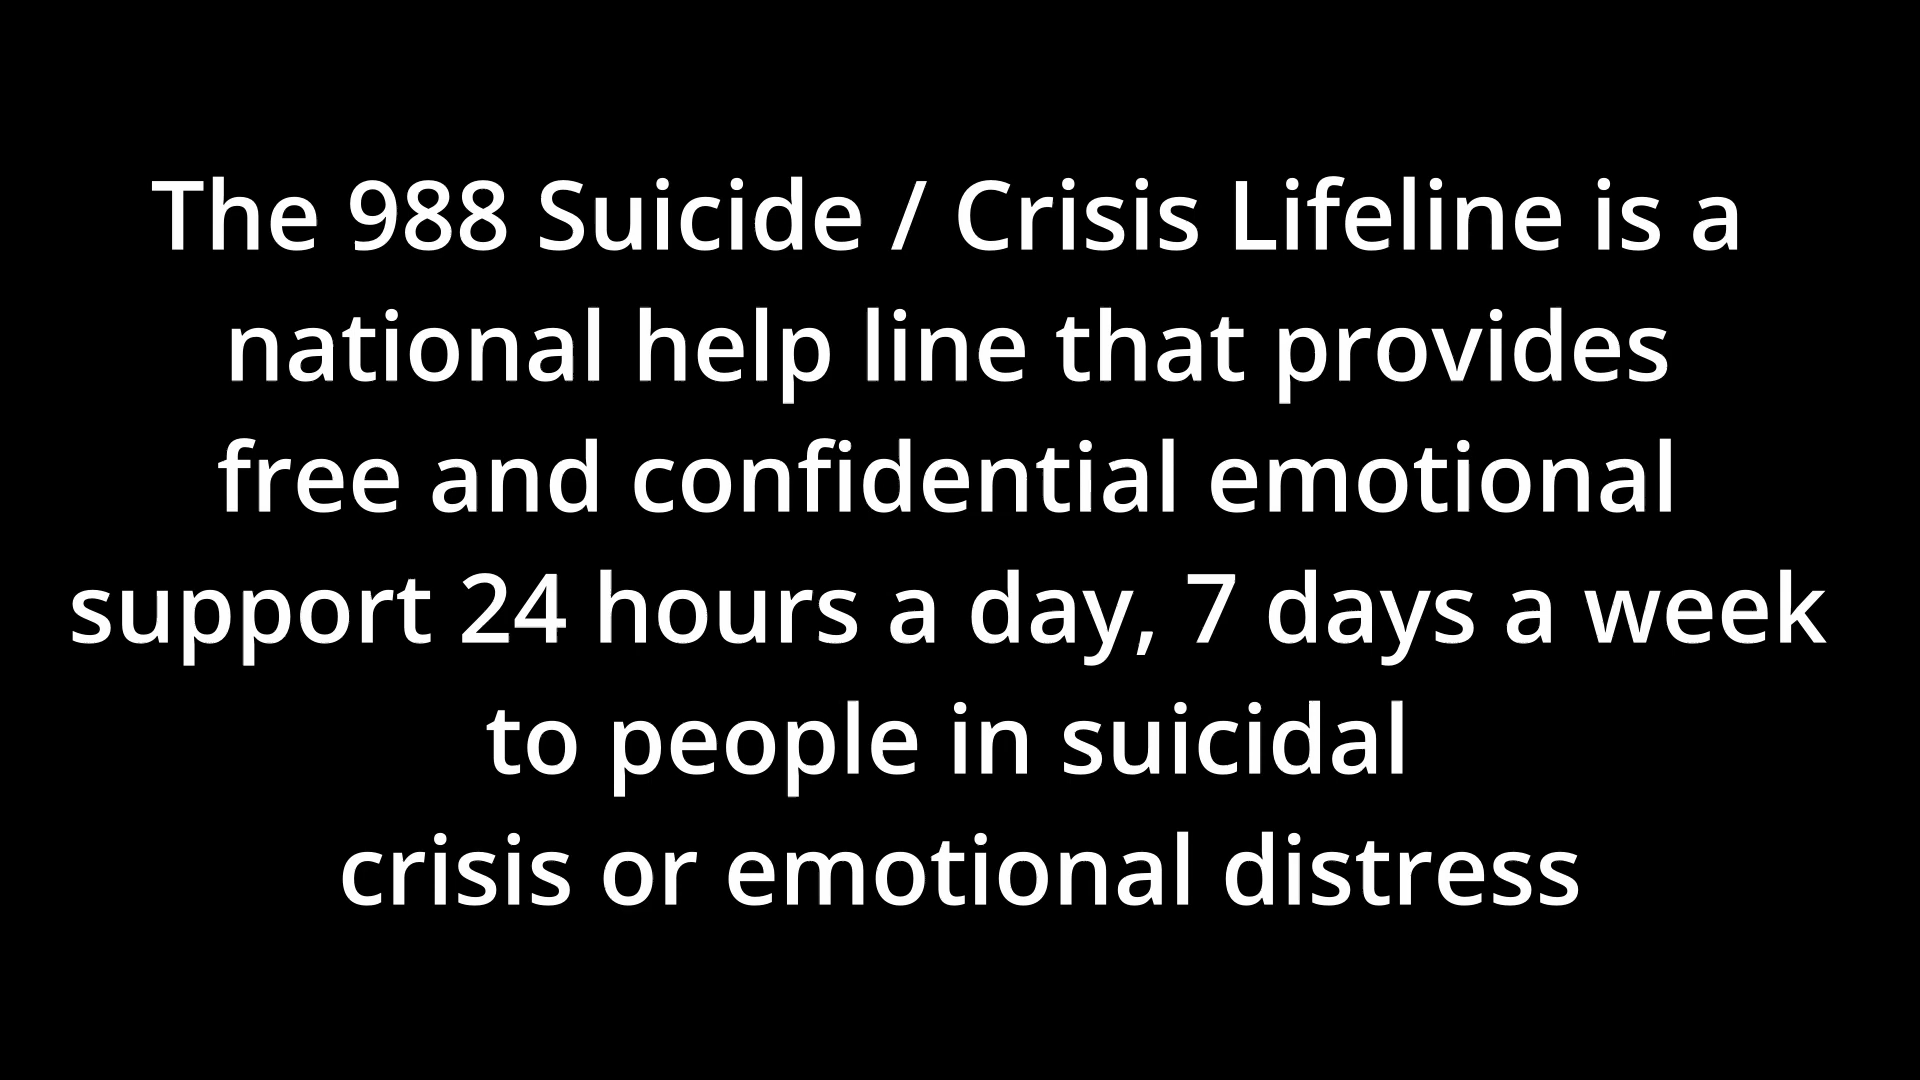 The 988 Suicide / Crisis Lifeline is a
national help line that provides
free and confidential emotional
support 24 hours a day, 7 days a week
to people in suicidal
crisis or emotional distress